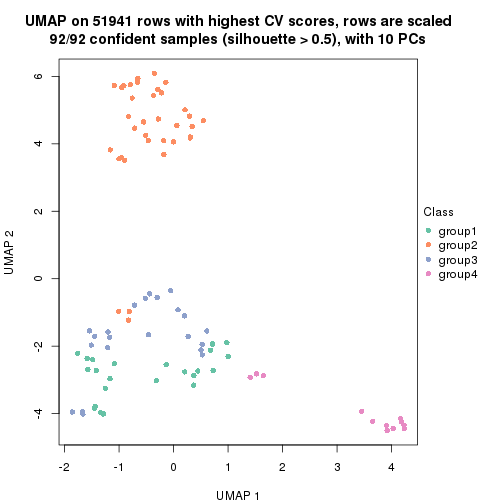 UMAP on 51941 rows with highest CV scores, rows are scaled
92/92 confident samples (silhouette > 0.5), with 10 PCs
6
4
2
0
-2
-4
UMAP 2
-2
-1
0
1
2
3
4
UMAP 1
Class
group1
group2
group3
group4